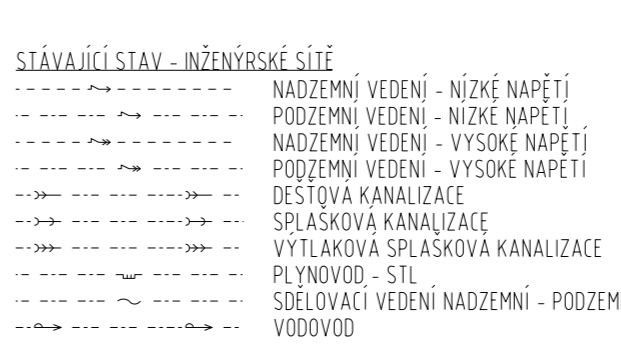 STÁVAJÍCÍ STAV - INŽENÝRSKÉ SÍTĚ
NADZEMNÍ VEDENÍ - NÍZKÉ NAPĚTÍ
PODZEMNÍ VEDENÍ - NÍZKÉ NAPĚTÍ
NADZEMNÍ VEDENÍ - VYSOKÉ NAPĚTÍ
PODZEMNÍ VEDENÍ - VYSOKÉ NAPĚTÍ
DEŠŤOVÁ KANALIZACE
SPLAŠKOVÁ KANALIZACE
VÝTLAKOVÁ SPLAŠKOVÁ KANALIZACE
PLYNOVOD - STL
SDĚLOVACÍ VEDENÍ NADZEMNÍ - PODZEM
VODOVOD